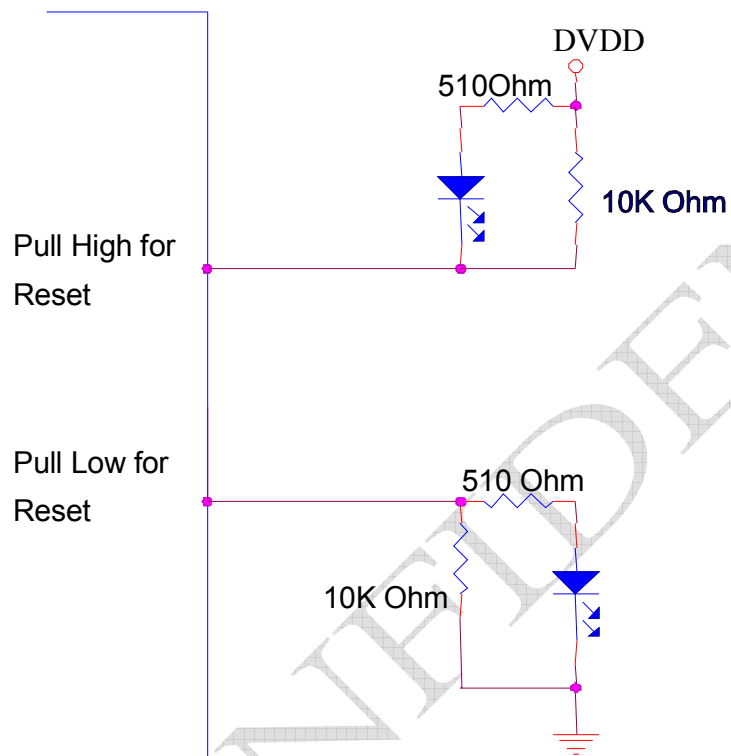 DVDD
510Ohm
10K Ohm
Pull High for
Reset
Pull Low for
Reset
510 Ohm
10K Ohm